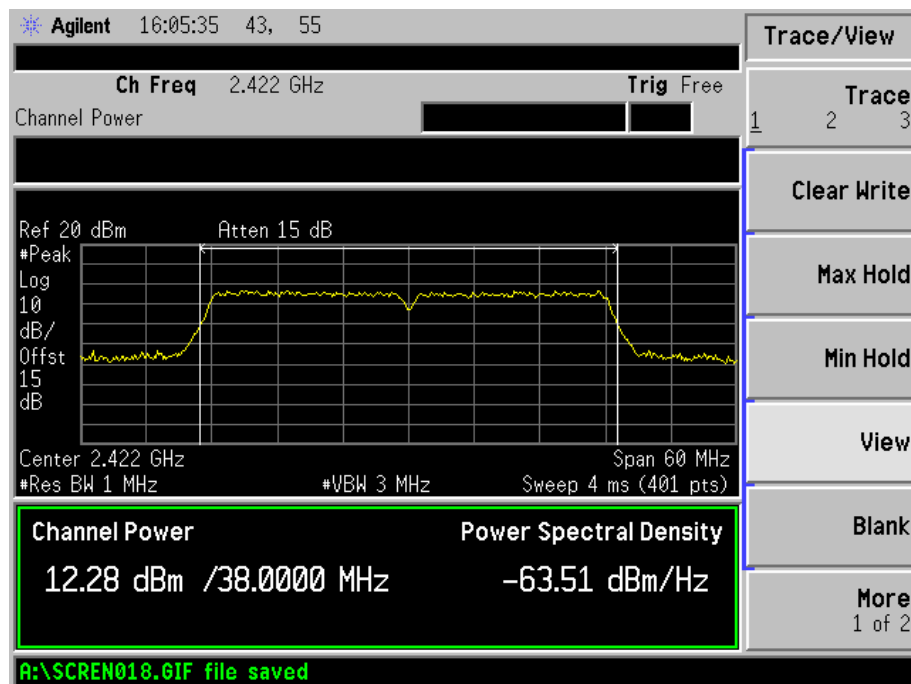 Agilent 16:05:35 43, 55
Trace/View
Ch Freq 2.422 GHz Trig Free
Channel Power
Trace
1 2 3
Clear Write
Max Hold
Min Hold
View
Blank
More
1 of 2
Ref 20 dBm Atten 15 dB
#Peak
Log
10
dB/
Offst
15
dB
Center 2.422 GHz Span 60 MHz
#Res BW 1 MHz #VBW 3 MHz Sweep 4 ms (401 pts)
Channel Power Power Spectral Density
12.28 dBm /38.0000 MHz -63.51 dBm/Hz
A:\SCREN018.GIF file saved